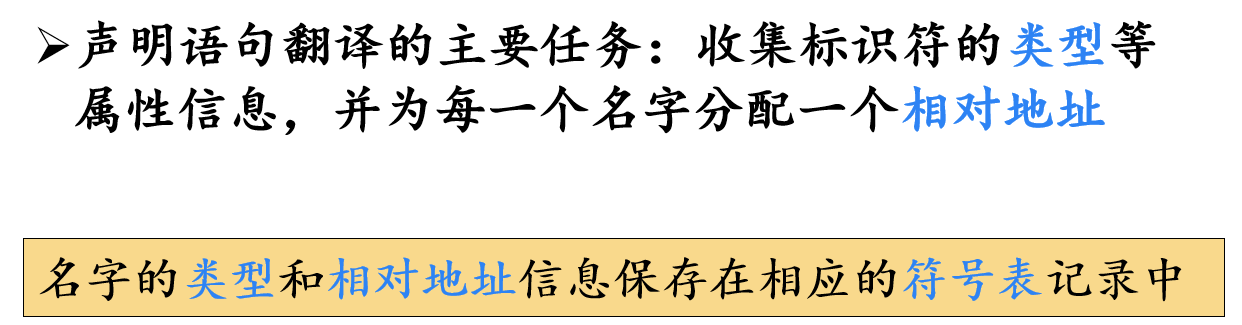 ➢声明语句翻译的主要任务：收集标识符的类型等
属性信息，并为每一个名字分配一个相对地址
名字的类型和相对地址信息保存在相应的符号表记录中